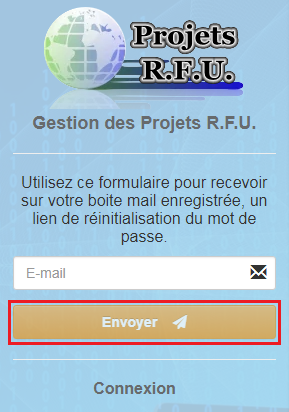 Projets
R.F.U.
Gestion des Projets R.F.U.
Utilisez ce formulaire pour recevoir
sur votre boite mail enregistrée, un
lien de réinitialisation du mot de
passe.
E-mail
Envoyer
Connexion